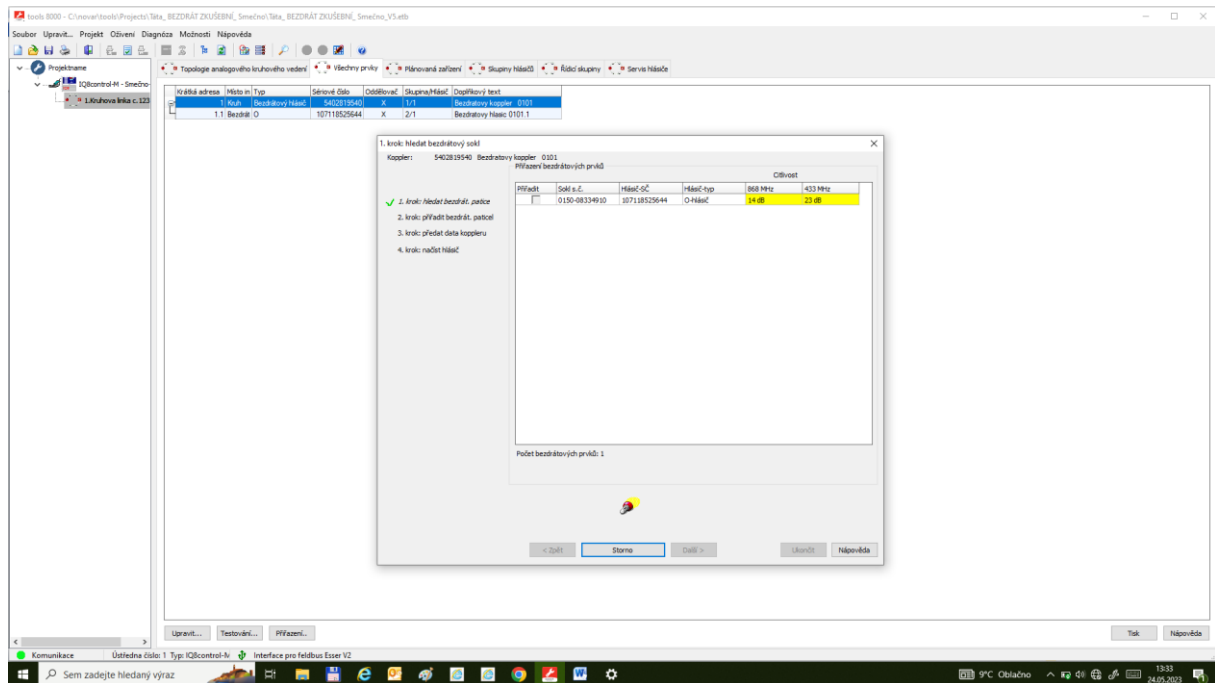 tools 8000 - C:\novar\tools\Projects\Táta_ BEZDRÁT ZKUŠEBNÍ_ Smečno\Táta_ BEZDRÁT ZKUŠEBNÍ_ Smečno_V5.etb
Soubor Upravit... Projekt Oživení Diagnóza Možnosti Nápověda
Projektname
IQ8control-M - Smečno-
1.Kruhova linka c. 123
Topologie analogového kruhového vedení Všechny prvky Plánovaná zařízení Skupiny hlásičů Řídicí skupiny Servis hlásiče
Krátká adresa Místo in Typ Sériové číslo Oddělovač Skupina/Hlásič Doplňkový text
1 Kruh Bezdrátový hlásič 5402819540 X 1/1 Bezdratovy koppler 0101
1.1 Bezdrát O 107118525644 X 2/1 Bezdratovy hlasic 0101.1
1. krok: hledat bezdrátový sokl
Koppler: 5402819540 Bezdratovy koppler 0101
Přiřazení bezdrátových prvků
Citlivost
Přiřadit Sokl s.č. Hlásič-SČ Hlásič-typ 868 MHz 433 MHz
0150-08334910 107118525644 O-hlásič 14 dB 23 dB
1. krok: hledat bezdrát. patice
2. krok: přiřadit bezdrát. paticel
3. krok: předat data koppleru
4. krok: načíst hlásič
Počet bezdrátových prvků: 1
< Zpět Storno Další > Ukončit Nápověda
Upravit... Testování... Přiřazení.. Tisk Nápověda
Komunikace Ústředna číslo: 1 Typ: IQ8control-M Interface pro feldbus Esser V2
Sem zadejte hledaný výraz
9°C Oblačno
13:33
24.05.2023